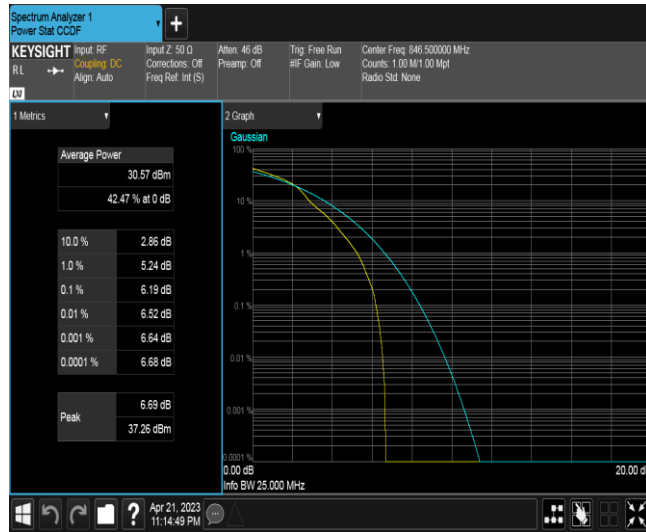 Spectrum Analyzer 1
Power Stat CCDF
+
KEYSIGHT
RL
LXI
Input: RF
Coupling: DC
Align: Auto
Input Z: 50 Ω
Corrections: Off
Freq Ref: Int (S)
Atten: 46 dB
Preamp: Off
Trig: Free Run
#IF Gain: Low
Center Freq: 846.500000 MHz
Counts: 1.00 M/1.00 Mpt
Radio Std: None
1 Metrics
Average Power
30.57 dBm
42.47 % at 0 dB
10.0 % 2.86 dB
1.0 % 5.24 dB
0.1 % 6.19 dB
0.01 % 6.52 dB
0.001 % 6.64 dB
0.0001 % 6.68 dB
Peak
6.69 dB
37.26 dBm
2 Graph
Gaussian
100 %
10 %
1 %
0.1 %
0.01 %
0.001 %
0.0001 %
0.00 dB
20.00 d
Info BW 25.000 MHz
?
Apr 21, 2023
11:14:49 PM